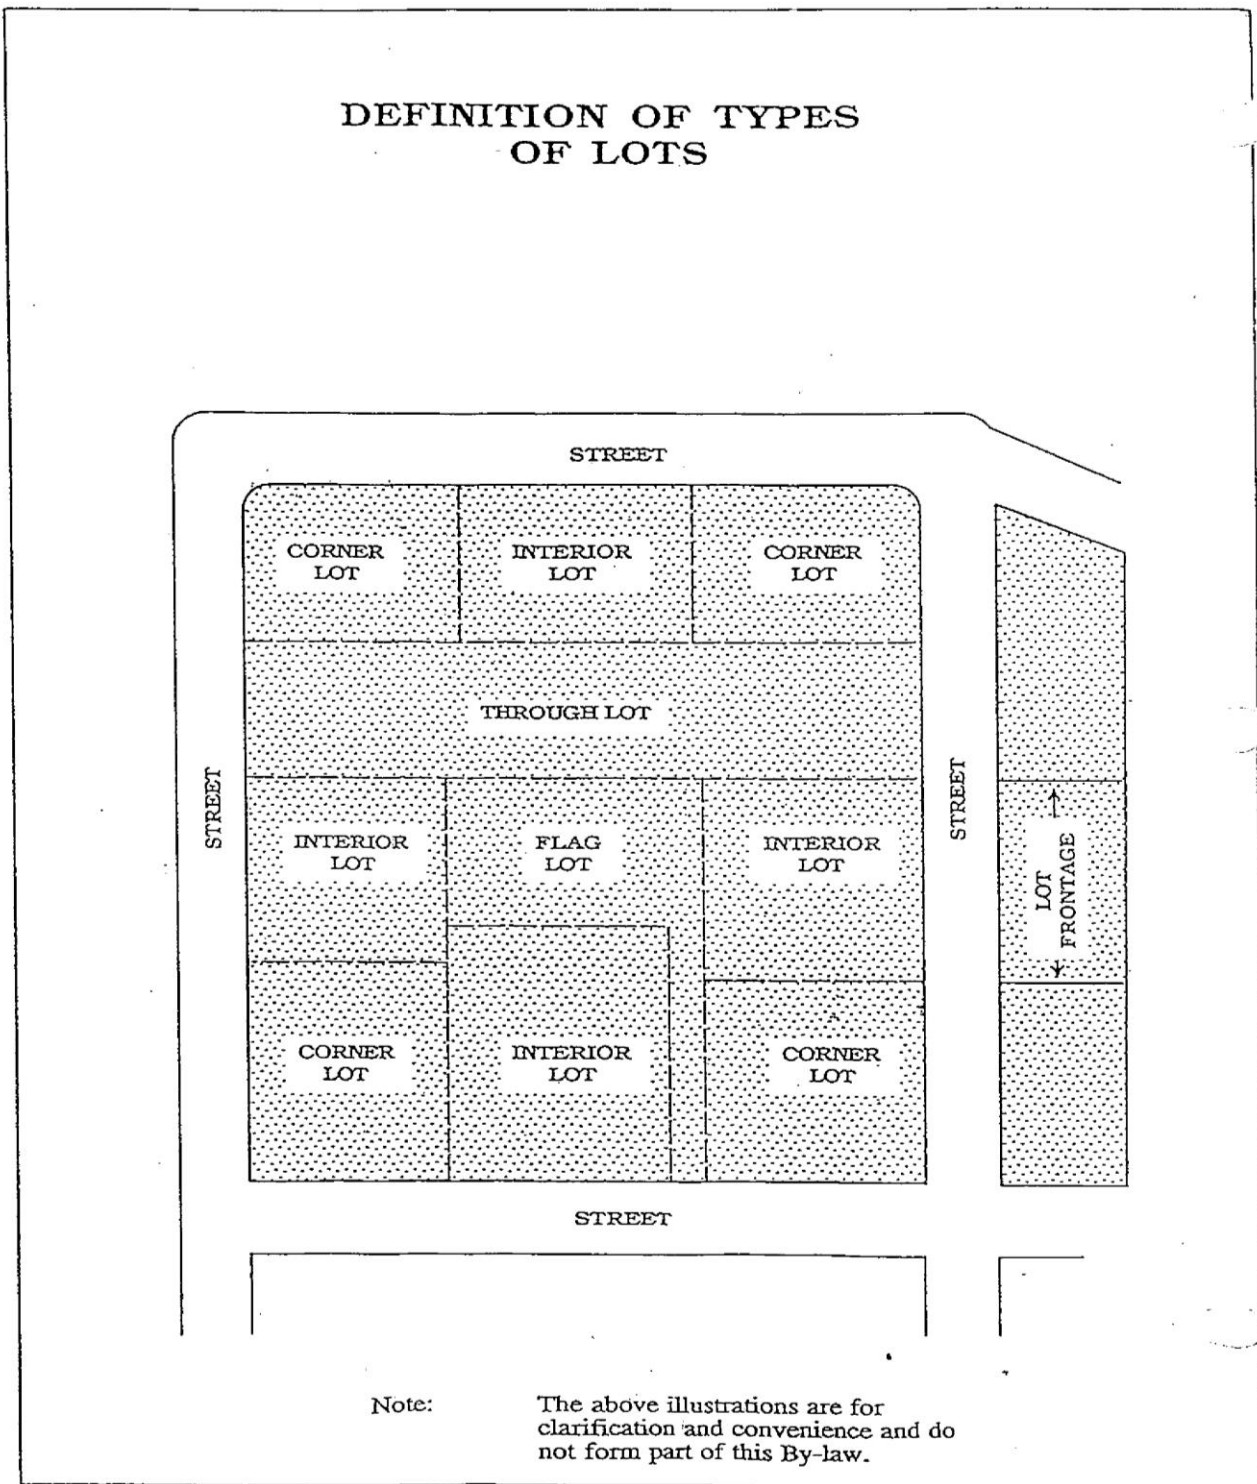 DEFINITION OF TYPES
OF LOTS
STREET
CORNER
LOT
INTERIOR
LOT
CORNER
LOT
THROUGH LOT
STREET
STREET
INTERIOR
LOT
FLAG
LOT
INTERIOR
LOT
LOT
FRONTAGE
CORNER
LOT
INTERIOR
LOT
CORNER
LOT
STREET
Note:
The above illustrations are for
clarification and convenience and do
not form part of this By-law.